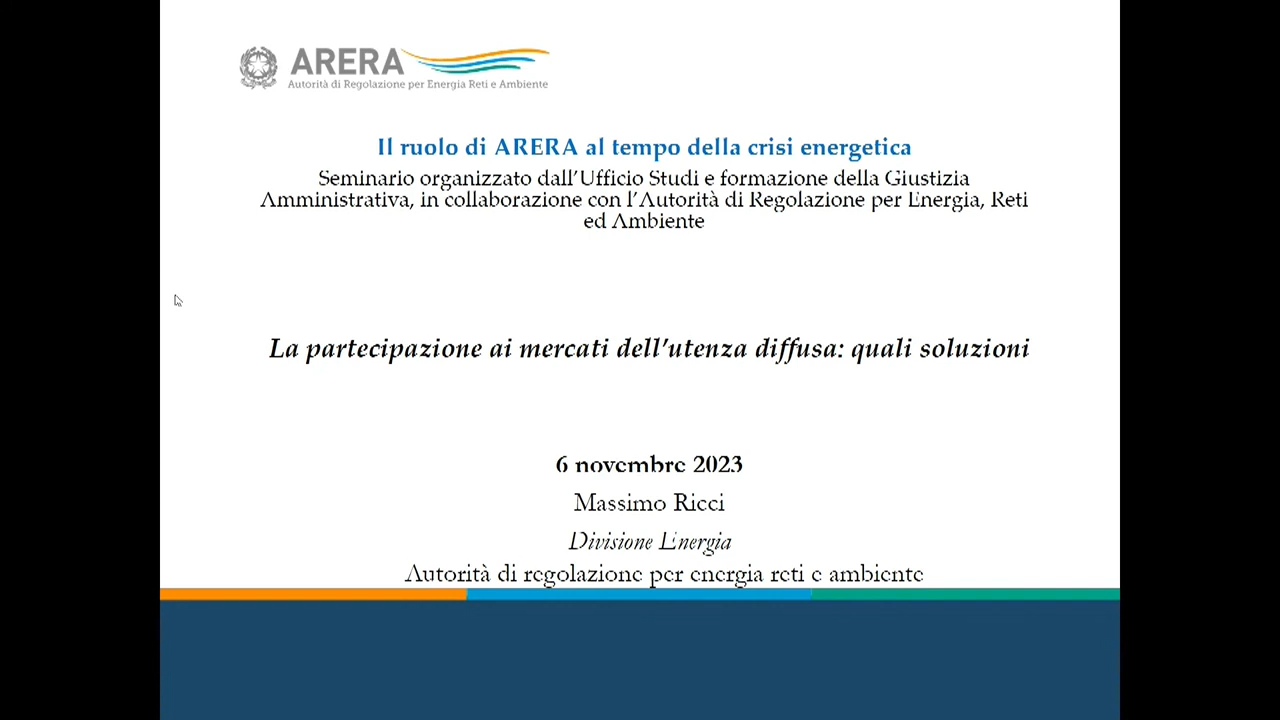 ARERA
Autorità di Regolazione per Energia Reti e Ambiente
Il ruolo di ARERA al tempo della crisi energetica
Seminario organizzato dall'Ufficio Studi e formazione della Giustizia
Amministrativa, in collaborazione con l'Autorità di Regolazione per Energia, Reti
ed Ambiente
La partecipazione ai mercati dell'utenza diffusa: quali soluzioni
6 novembre 2023
Massimo Ricci
Divisione Energia
Autorità di regolazione per energia reti e ambiente